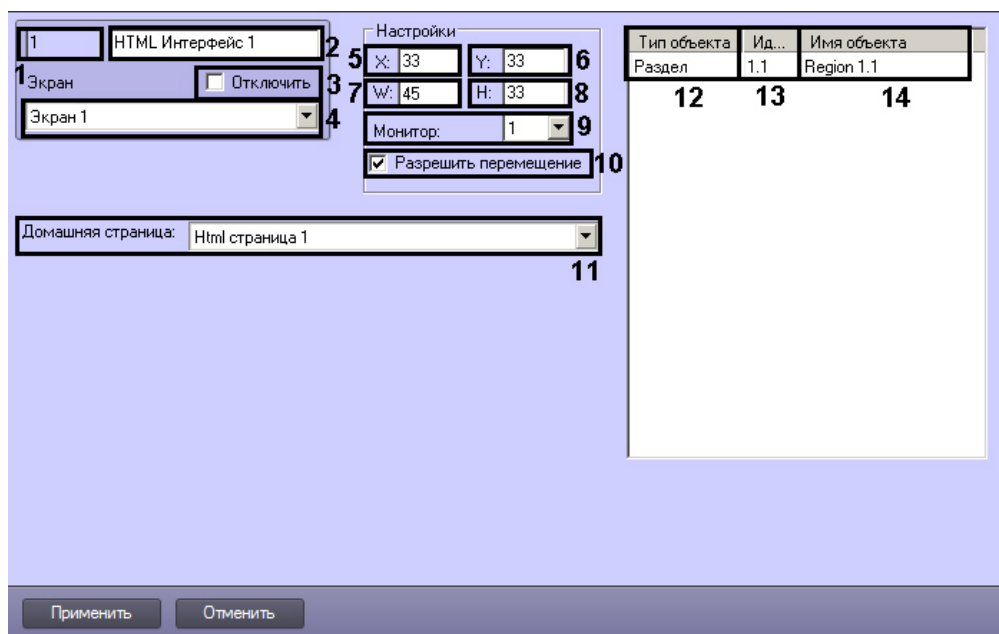 1 HTML Интерфейс 1 2
1 Экран Отключить 3
Экран 1 4
Настройки
5 X: 33 Y: 33 6
7 W: 45 H: 33 8
Монитор: 1 9
Разрешить перемещение 10
Домашняя страница: Html страница 1
11
Тип объекта Ид... Имя объекта
Раздел 1.1 Region 1.1
12 13 14
Применить Отменить